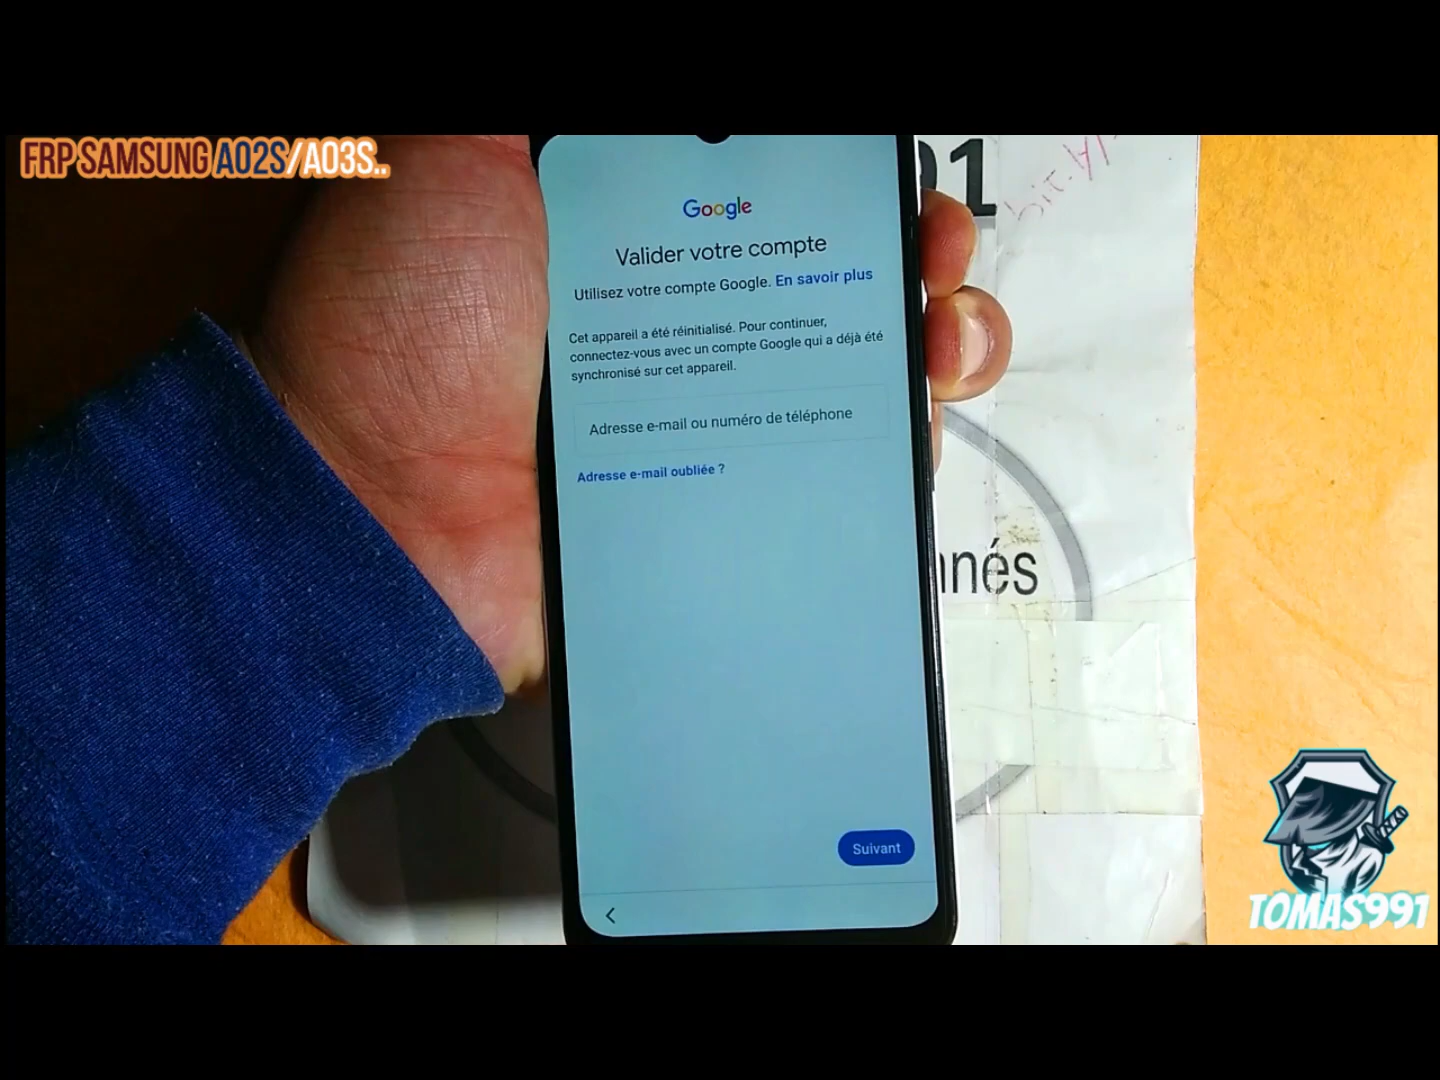 FRP SAMSUNG A02S/A03S..
91
Google
Valider votre compte
Utilisez votre compte Google. En savoir plus
Cet appareil a été réinitialisé. Pour continuer,
connectez-vous avec un compte Google qui a déjà été
synchronisé sur cet appareil.
Adresse e-mail ou numéro de téléphone
Adresse e-mail oubliée ?
nnés
Suivant
TOMAS991